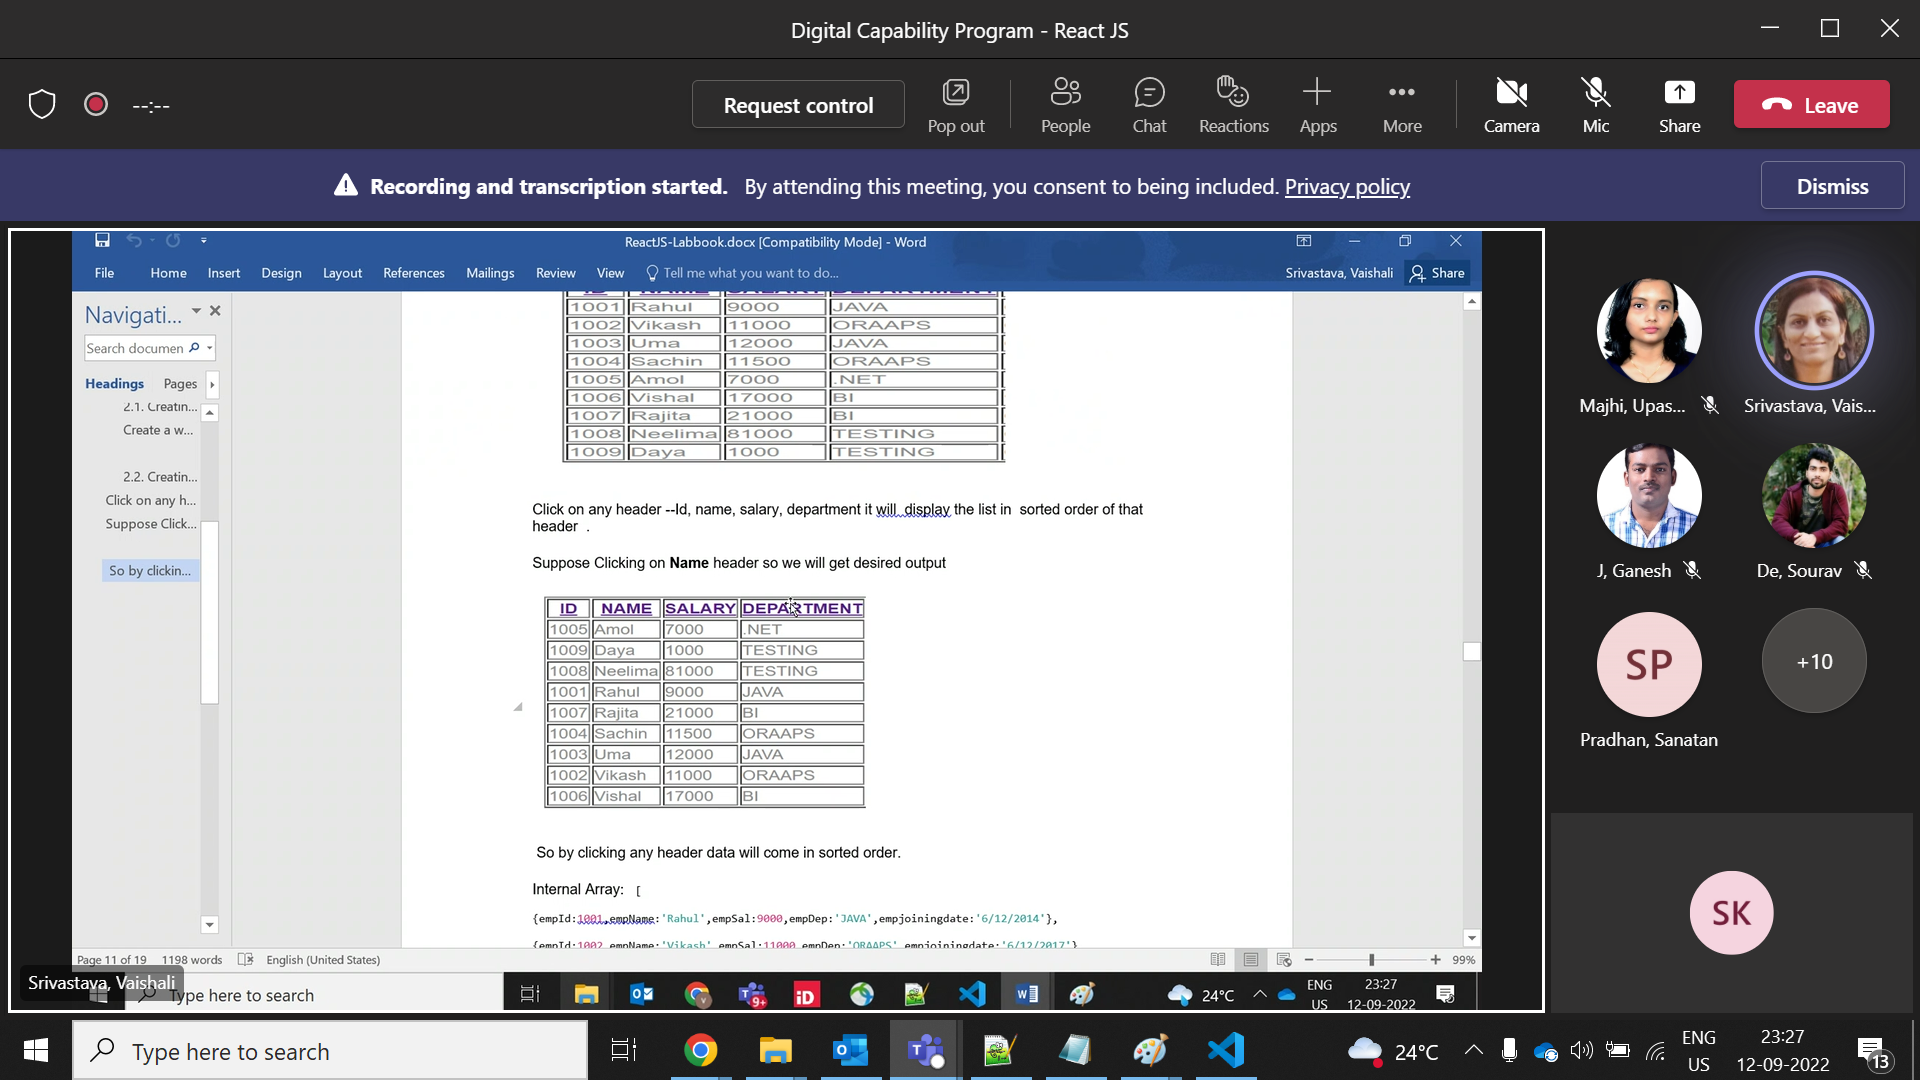 Digital Capability Program - React JS
--:--
Request control
Pop out
People
Chat
Reactions
Apps
More
Camera
Mic
Share
Leave
Recording and transcription started. By attending this meeting, you consent to being included. Privacy policy
Dismiss
ReactJS-Labbook.docx [Compatibility Mode] - Word
File Home Insert Design Layout References Mailings Review View Tell me what you want to do... Srivastava, Vaishali Share
Navigati...
Search documen
Headings Pages
2.1. Creatin...
Create a w...
2.2. Creatin...
Click on any h...
Suppose Click...
So by clickin...
ID NAME SALARY DEPARTMENT
1001 Rahul 9000 JAVA
1002 Vikash 11000 ORAAPS
1003 Uma 12000 JAVA
1004 Sachin 11500 ORAAPS
1005 Amol 7000 .NET
1006 Vishal 17000 BI
1007 Rajita 21000 BI
1008 Neelima 81000 TESTING
1009 Daya 1000 TESTING
Click on any header --Id, name, salary, department it will display the list in sorted order of that
header .
Suppose Clicking on Name header so we will get desired output
ID NAME SALARY DEPARTMENT
1005 Amol 7000 .NET
1009 Daya 1000 TESTING
1008 Neelima 81000 TESTING
1001 Rahul 9000 JAVA
1007 Rajita 21000 BI
1004 Sachin 11500 ORAAPS
1003 Uma 12000 JAVA
1002 Vikash 11000 ORAAPS
1006 Vishal 17000 BI
So by clicking any header data will come in sorted order.
Internal Array: [
{empId:1001,empName:'Rahul',empSal:9000,empDep:'JAVA',empjoiningdate:'6/12/2014'},
{empId:1002,empName:'Vikash',empSal:11000,empDep:'ORAAPS',empjoiningdate:'6/12/2017'}
Page 11 of 19 1198 words English (United States) 99%
Srivastava, Vaishali
Type here to search
9+
iD
24°C
ENG
US
23:27
12-09-2022
Majhi, Upas...
Srivastava, Vais...
J, Ganesh
De, Sourav
SP
+10
Pradhan, Sanatan
SK
Type here to search
24°C
ENG
US
23:27
12-09-2022
13